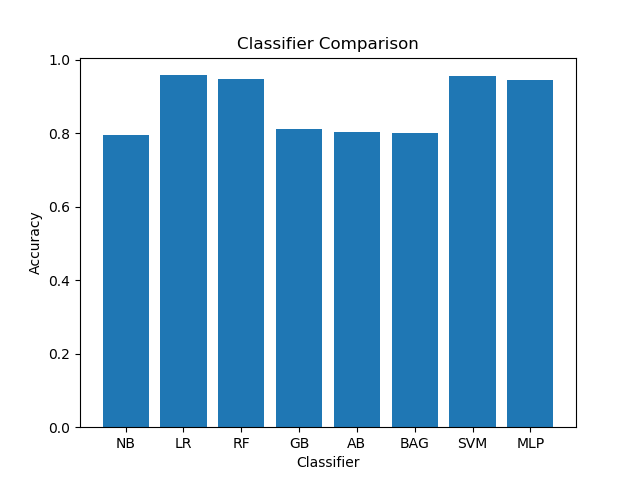 Classifier Comparison
1.0
0.8
0.6
0.4
0.2
0.0
Accuracy
NB LR RF GB AB BAG SVM MLP
Classifier